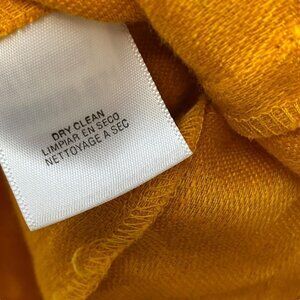 DRY CLEAN
LIMPIAR EN SECO
NETTOYAGE A SEC